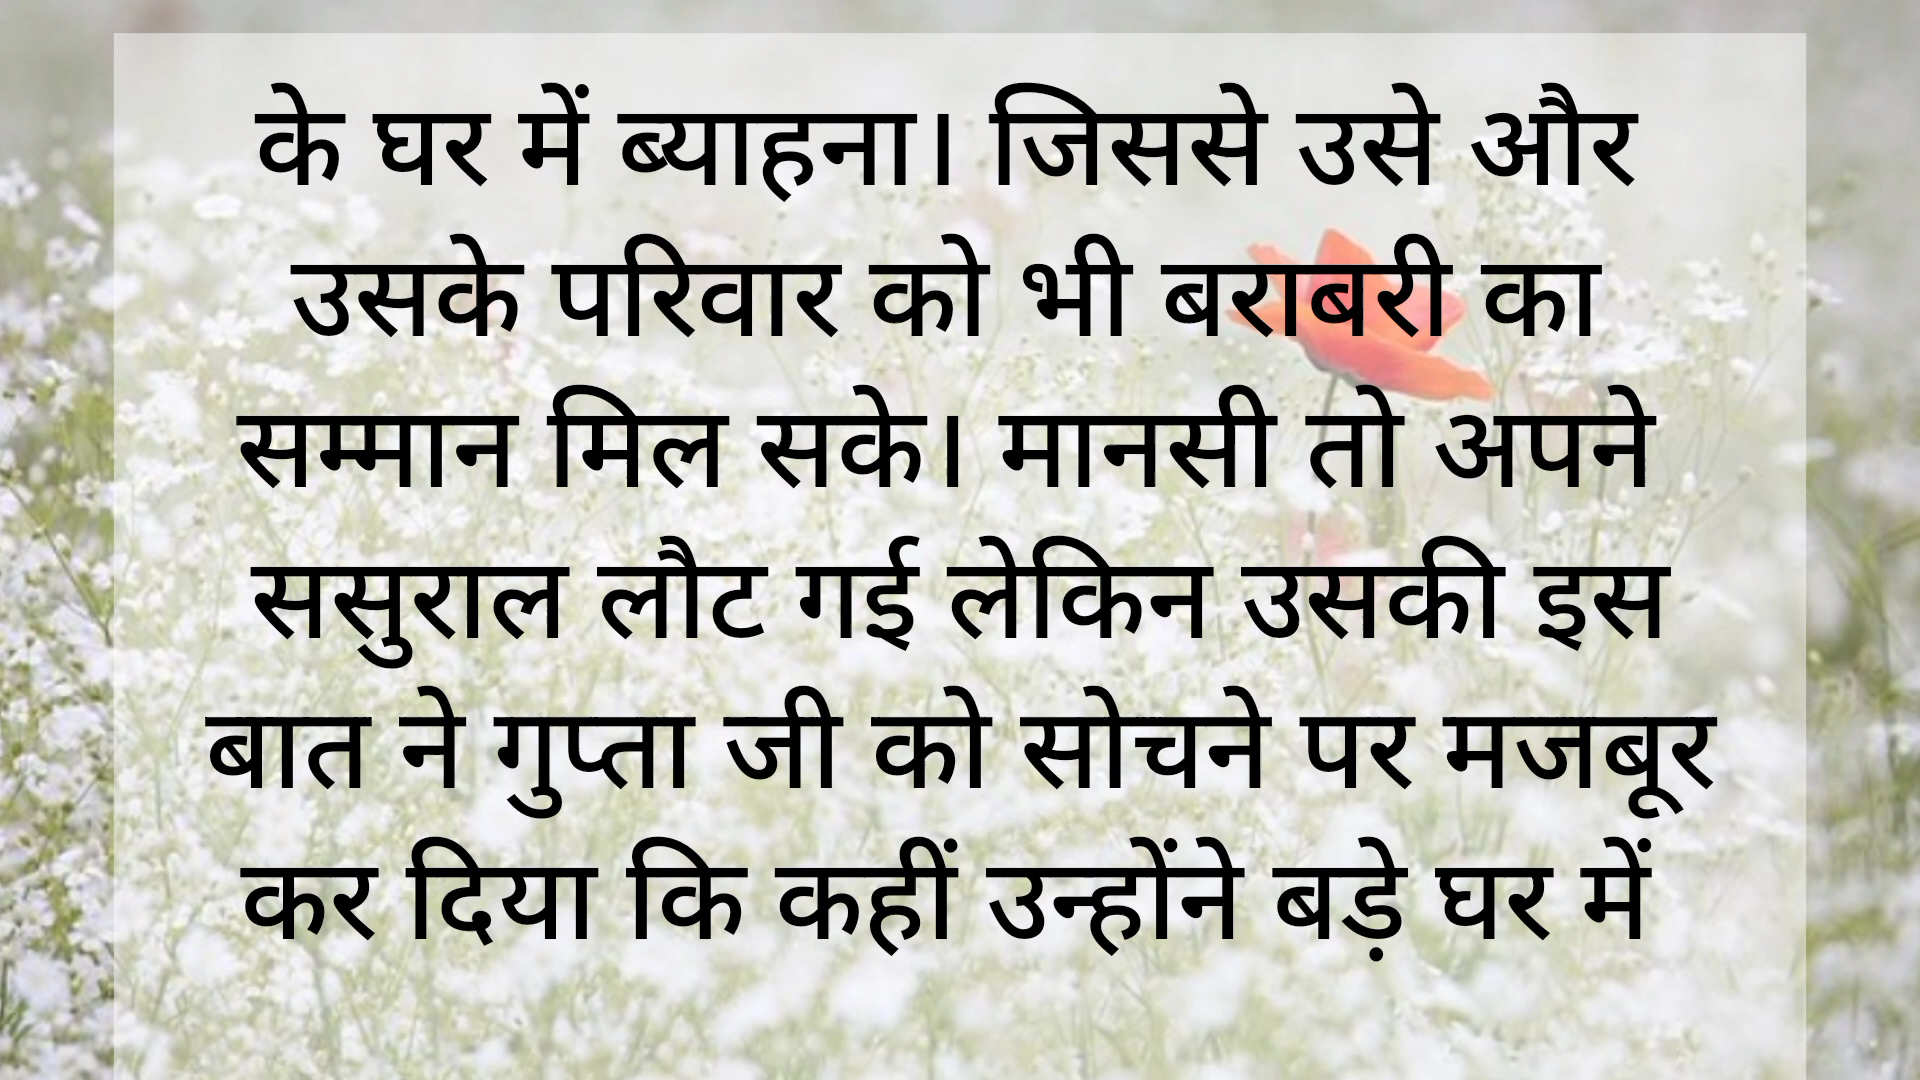 के घर में ब्याहना। जिससे उसे और
उसके परिवार को भी बराबरी का
सम्मान मिल सके। मानसी तो अपने
ससुराल लौट गई लेकिन उसकी इस
बात ने गुप्ता जी को सोचने पर मजबूर
कर दिया कि कहीं उन्होंने बड़े घर में